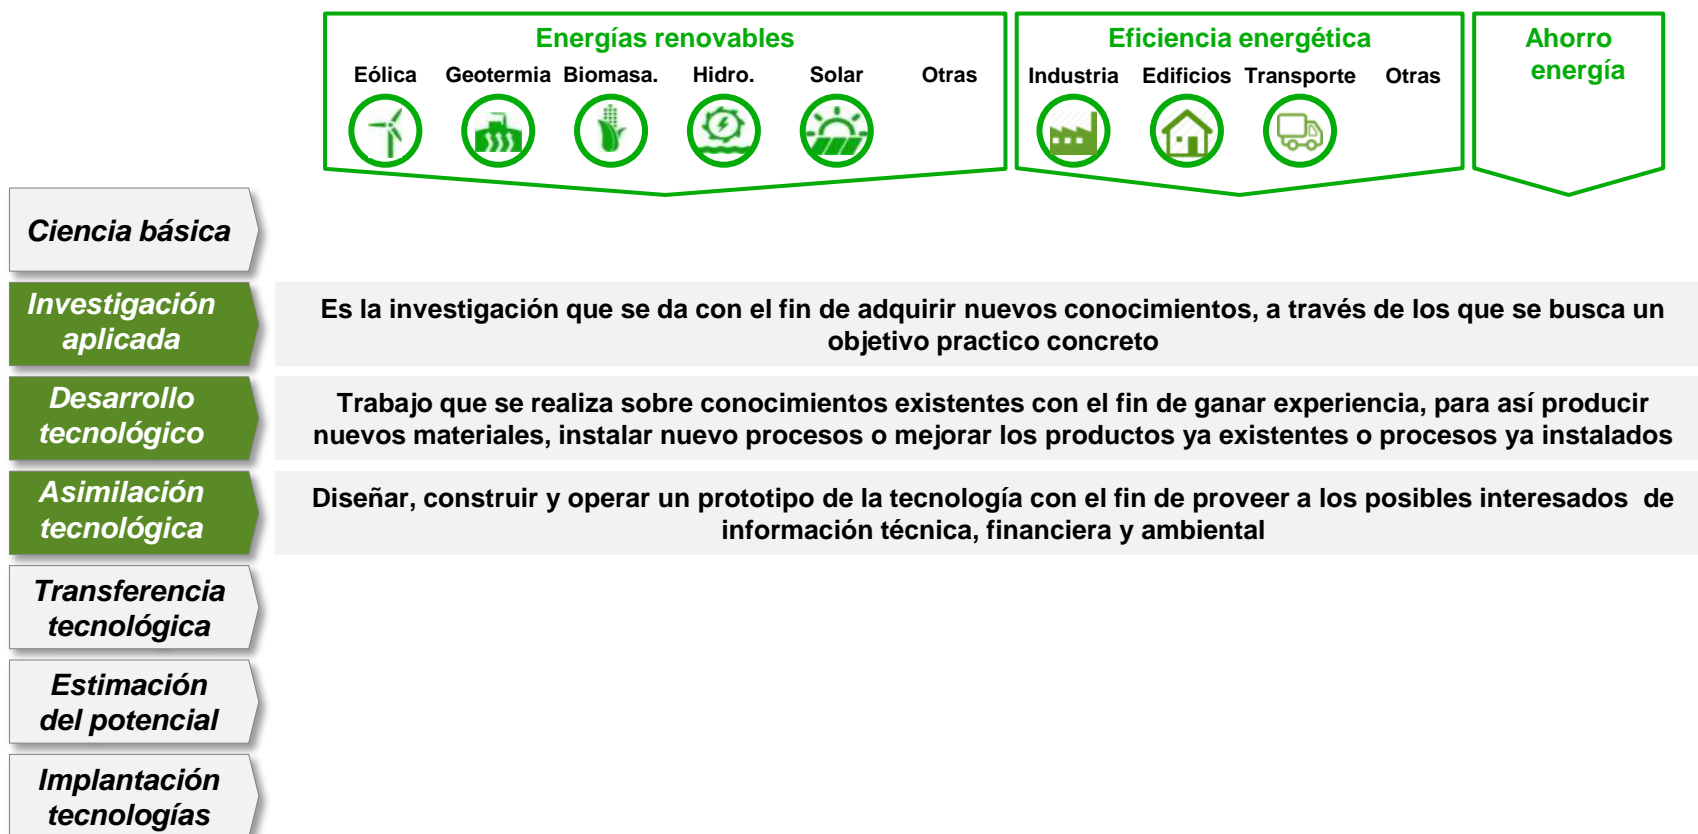 Energías renovables
Eólica Geotermia Biomasa. Hidro. Solar Otras
Eficiencia energética
Industria Edificios Transporte Otras
Ahorro
energía
Ciencia básica
Investigación
aplicada
Es la investigación que se da con el fin de adquirir nuevos conocimientos, a través de los que se busca un
objetivo practico concreto
Desarrollo
tecnológico
Trabajo que se realiza sobre conocimientos existentes con el fin de ganar experiencia, para así producir
nuevos materiales, instalar nuevo procesos o mejorar los productos ya existentes o procesos ya instalados
Asimilación
tecnológica
Diseñar, construir y operar un prototipo de la tecnología con el fin de proveer a los posibles interesados de
información técnica, financiera y ambiental
Transferencia
tecnológica
Estimación
del potencial
Implantación
tecnologías